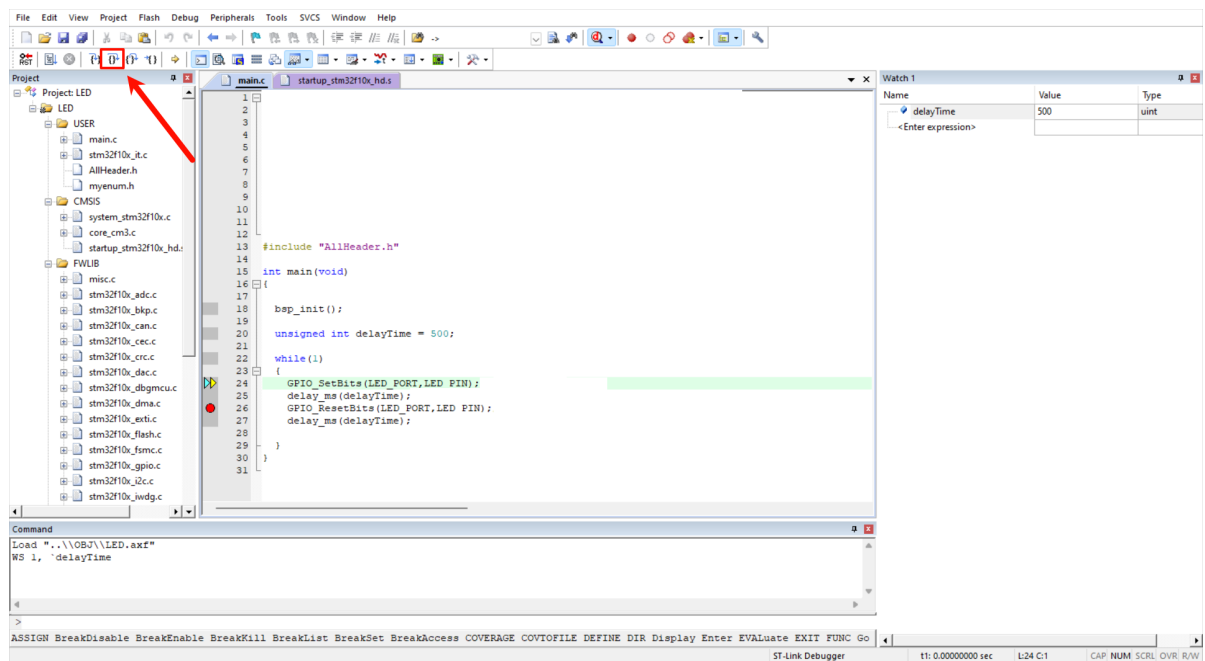 File Edit View Project Flash Debug Peripherals Tools SVCS Window Help
RST
Project
Project: LED
LED
USER
main.c
stm32f10x_it.c
AllHeader.h
myenum.h
CMSIS
system_stm32f10x.c
core_cm3.c
startup_stm32f10x_hd.s
FWLIB
misc.c
stm32f10x_adc.c
stm32f10x_bkp.c
stm32f10x_can.c
stm32f10x_cec.c
stm32f10x_crc.c
stm32f10x_dac.c
stm32f10x_dbgmcu.c
stm32f10x_dma.c
stm32f10x_exti.c
stm32f10x_flash.c
stm32f10x_fsmc.c
stm32f10x_gpio.c
stm32f10x_i2c.c
stm32f10x_iwdg.c
main.c startup_stm32f10x_hd.s
1
2
3
4
5
6
7
8
9
10
11
12
13 #include "AllHeader.h"
14
15 int main(void)
16 {
17
18 bsp_init();
19
20 unsigned int delayTime = 500;
21
22 while(1)
23 {
24 GPIO_SetBits(LED_PORT,LED PIN);
25 delay_ms(delayTime);
26 GPIO_ResetBits(LED_PORT,LED PIN);
27 delay_ms(delayTime);
28
29 }
30 }
31
Watch 1
Name Value Type
delayTime 500 uint
<Enter expression>
Command
Load "..\\OBJ\\LED.axf"
WS 1, `delayTime
>
ASSIGN BreakDisable BreakEnable BreakKill BreakList BreakSet BreakAccess COVERAGE COVTOFILE DEFINE DIR Display Enter EVALuate EXIT FUNC Go
ST-Link Debugger t1: 0.00000000 sec L:24 C:1 CAP NUM SCRL OVR R/W